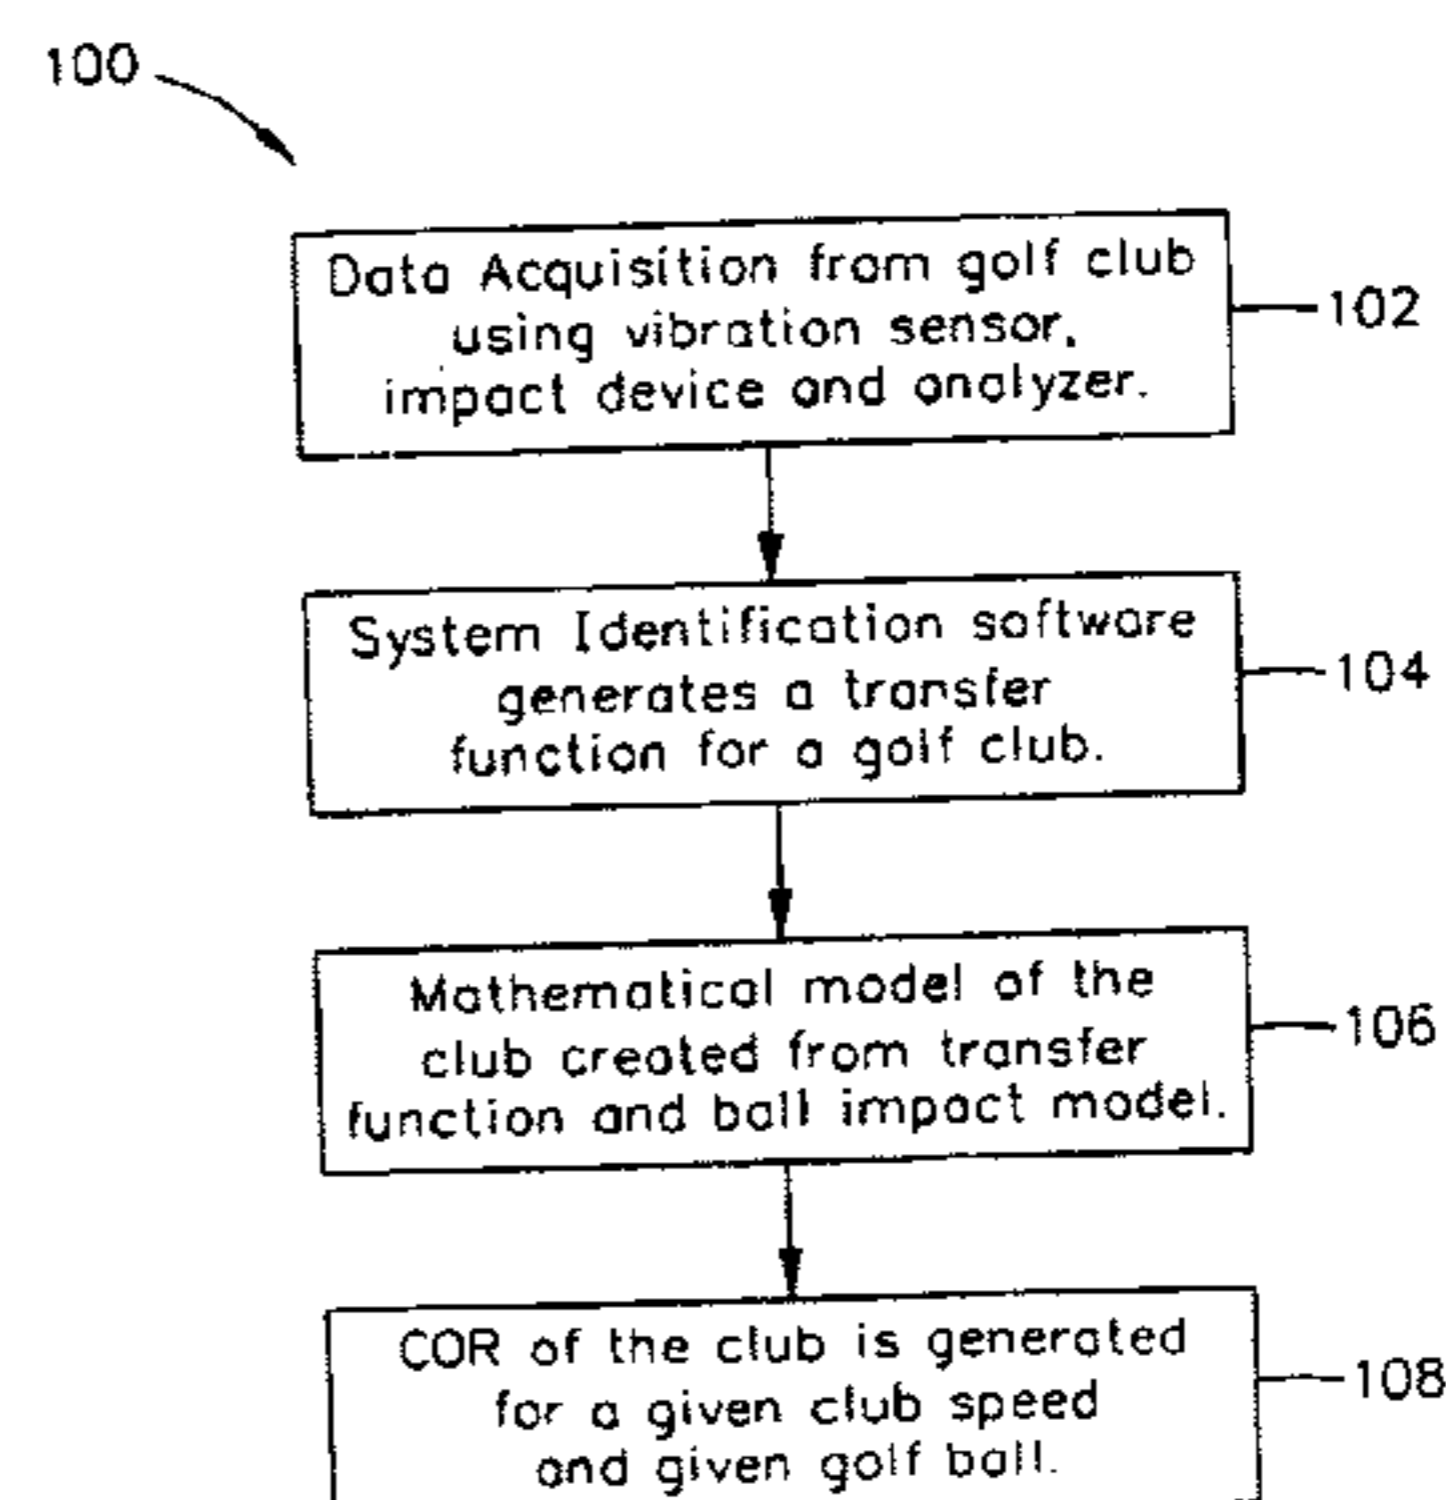 100
Data Acquisition from golf club
using vibration sensor,
impact device and analyzer.
102
System Identification software
generates a transfer
function for a golf club.
104
Mathematical model of the
club created from transfer
function and ball impact model.
106
COR of the club is generated
for a given club speed
and given golf ball.
108